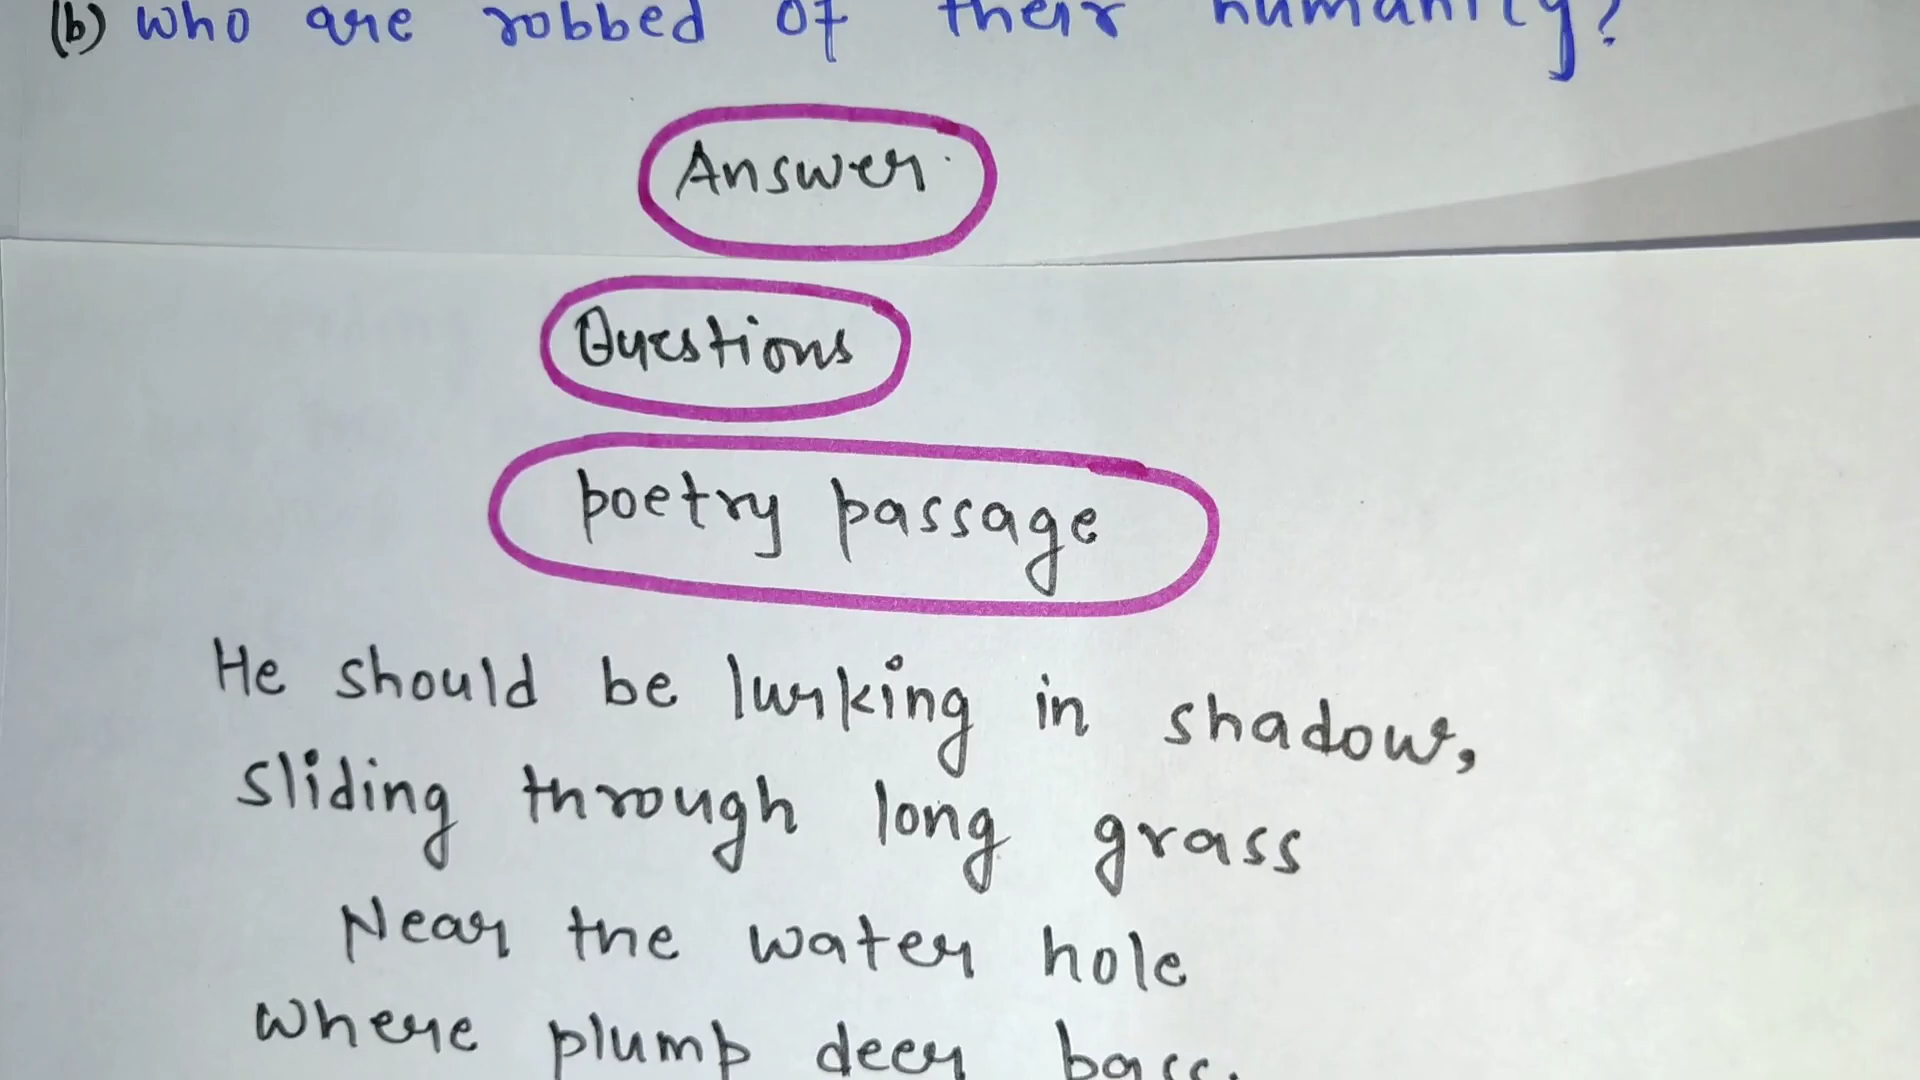 (b) who are robbed of their humanity?
Answer.
Questions
poetry passage
He should be lurking in shadow,
sliding through long grass
Near the water hole
where plump deer pass.